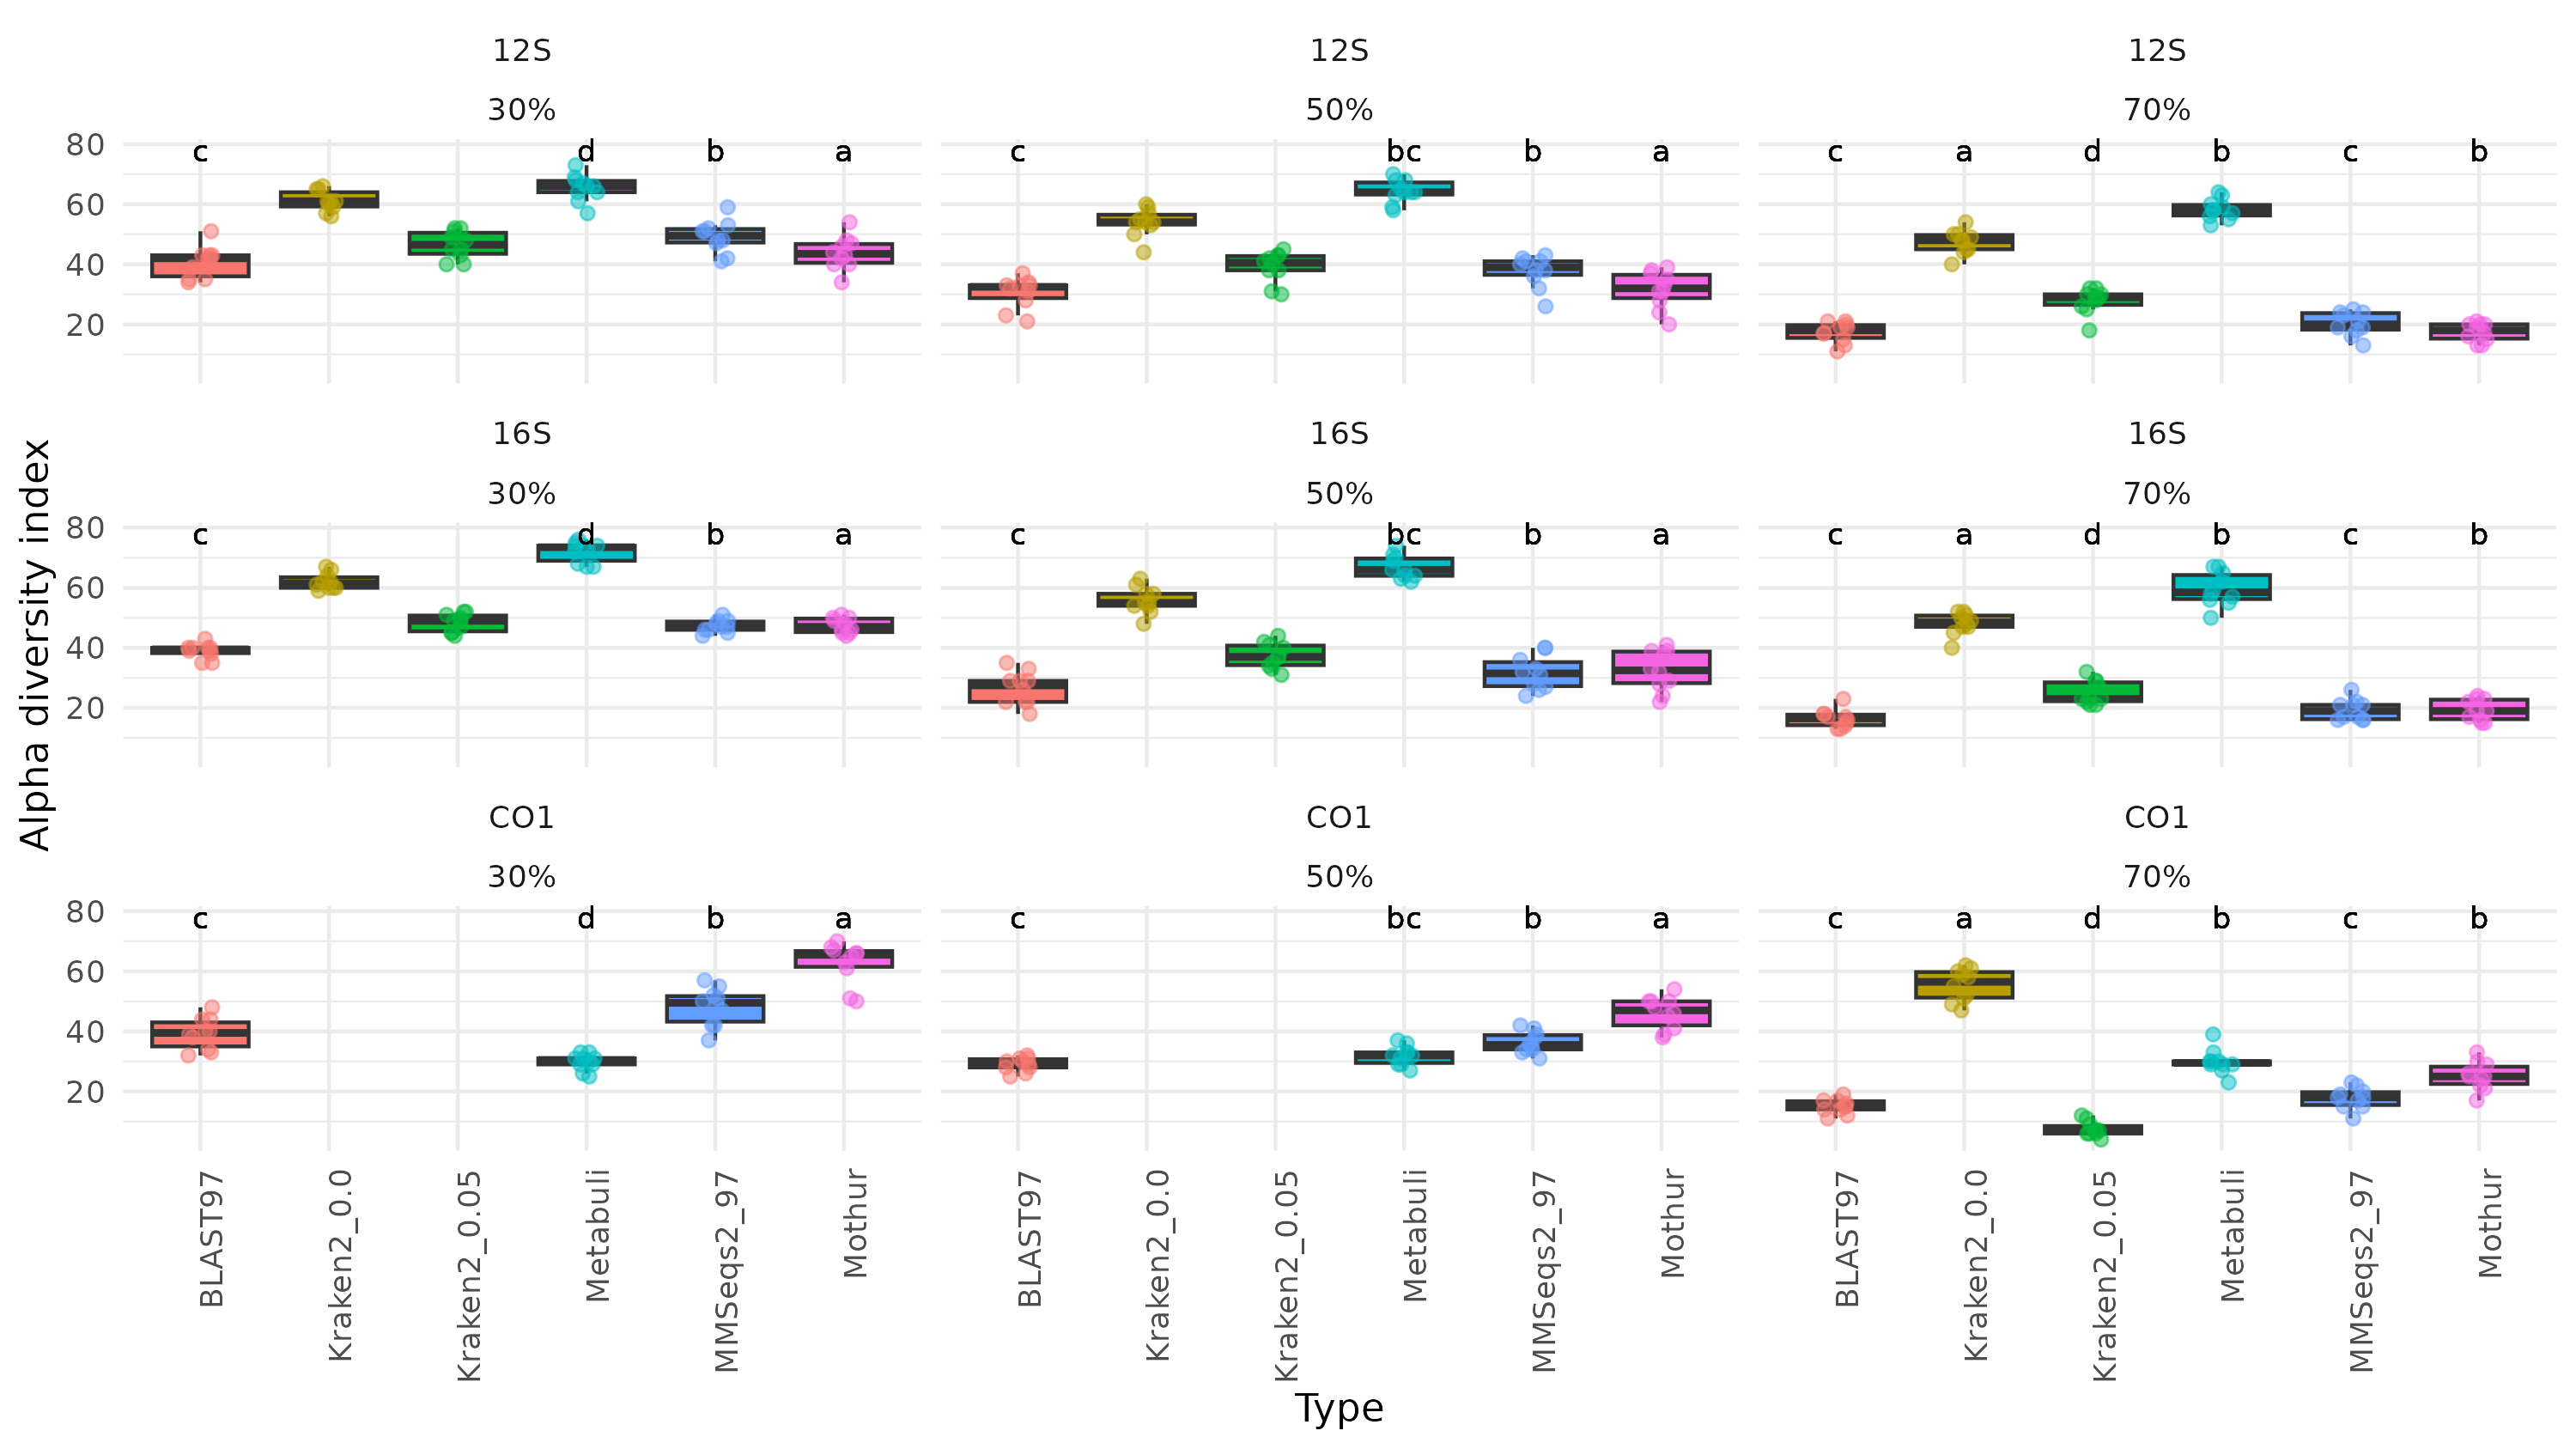 12S 12S 12S
30% 50% 70%
80 c d b a c bc b a c a d b c b
60
40
20
16S 16S 16S
30% 50% 70%
80 c d b a c bc b a c a d b c b
60
40
20
CO1 CO1 CO1
30% 50% 70%
80 c d b a c bc b a c a d b c b
60
40
20
Alpha diversity index
BLAST97 Kraken2_0.0 Kraken2_0.05 Metabuli MMSeqs2_97 Mothur BLAST97 Kraken2_0.0 Kraken2_0.05 Metabuli MMSeqs2_97 Mothur BLAST97 Kraken2_0.0 Kraken2_0.05 Metabuli MMSeqs2_97 Mothur
Type